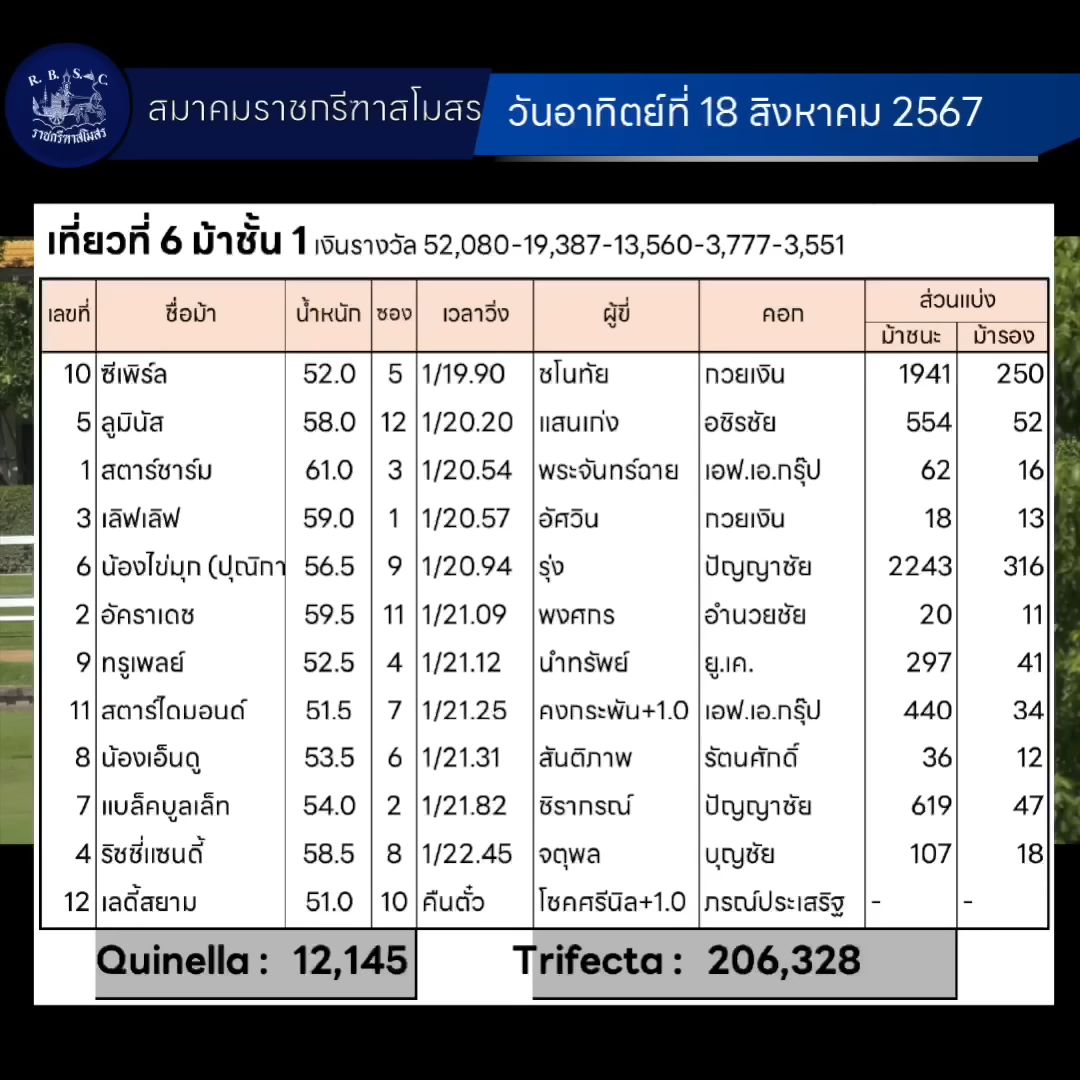 R. B. S. C.
ราชกรีฑาสโมสร
สมาคมราชกรีฑาสโมสร วันอาทิตย์ที่ 18 สิงหาคม 2567
เที่ยวที่ 6 ม้าชั้น 1 เงินรางวัล 52,080-19,387-13,560-3,777-3,551
เลขที่ ชื่อม้า น้ำหนัก ซอง เวลาวิ่ง ผู้ขี่ คอก ส่วนแบ่ง
ม้าชนะ ม้ารอง
10 ซีเพิร์ล 52.0 5 1/19.90 ชโนทัย กวยเงิน 1941 250
5 ลูมินัส 58.0 12 1/20.20 แสนเก่ง อชิรชัย 554 52
1 สตาร์ชาร์ม 61.0 3 1/20.54 พระจันทร์ฉาย เอฟ.เอ.กรุ๊ป 62 16
3 เลิฟเลิฟ 59.0 1 1/20.57 อัศวิน กวยเงิน 18 13
6 น้องไข่มุก (ปุณิกา 56.5 9 1/20.94 รุ่ง ปัญญาชัย 2243 316
2 อัคราเดช 59.5 11 1/21.09 พงศกร อำนวยชัย 20 11
9 ทรูเพลย์ 52.5 4 1/21.12 นำทรัพย์ ยู.เค. 297 41
11 สตาร์ไดมอนด์ 51.5 7 1/21.25 คงกระพัน+1.0 เอฟ.เอ.กรุ๊ป 440 34
8 น้องเอ็นดู 53.5 6 1/21.31 สันติภาพ รัตนศักดิ์ 36 12
7 แบล็คบูลเล็ท 54.0 2 1/21.82 ชิรากรณ์ ปัญญาชัย 619 47
4 ริชชี่แซนดี้ 58.5 8 1/22.45 จตุพล บุญชัย 107 18
12 เลดี้สยาม 51.0 10 คืนตั๋ว โชคศรีนิล+1.0 ภรณ์ประเสริฐ - -
Quinella : 12,145 Trifecta : 206,328